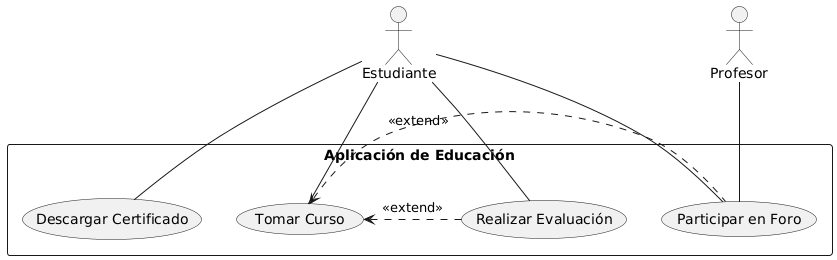 Estudiante
Profesor
«extend»
Aplicación de Educación
«extend»
Descargar Certificado
Tomar Curso
Realizar Evaluación
Participar en Foro